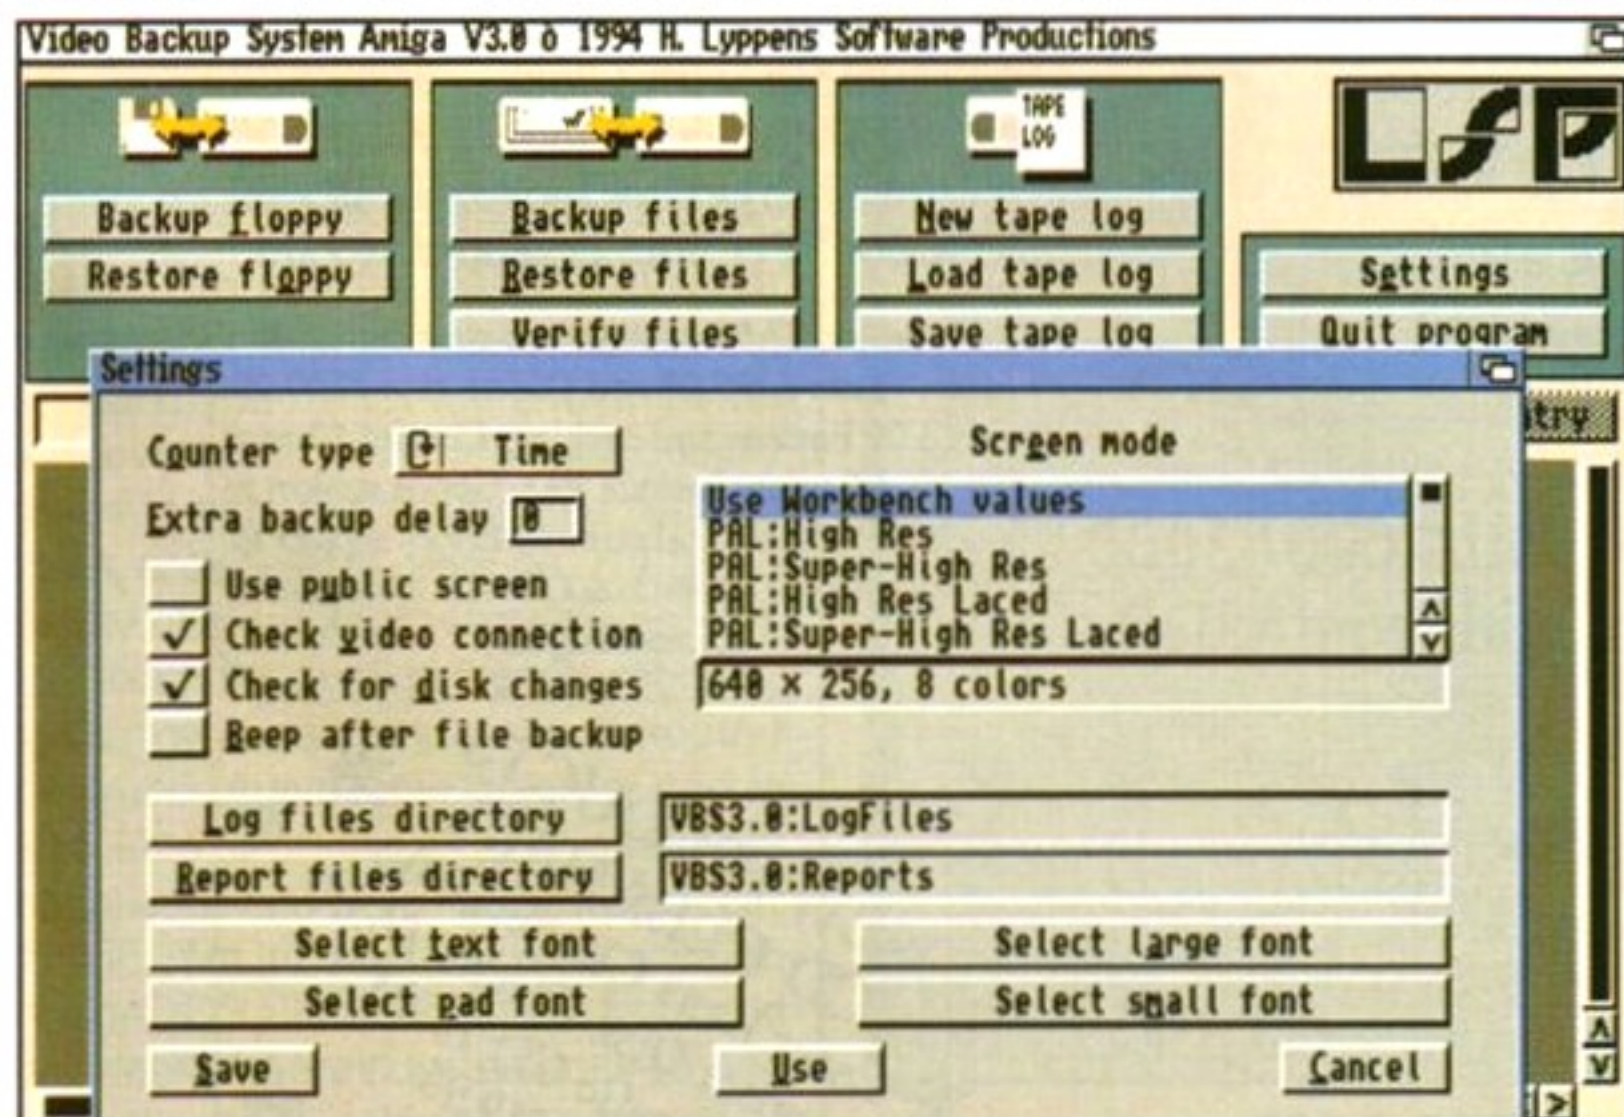 Video Backup System Amiga V3.0 ò 1994 H. Lyppens Software Productions
TAPE
LOG
LSP
Backup floppy
Restore floppy
Backup files
Restore files
Verify files
New tape log
Load tape log
Save tape log
Settings
Quit program
Settings
try
Counter type
Time
Extra backup delay
0
Use public screen
Check video connection
Check for disk changes
Beep after file backup
Screen mode
Use Workbench values
PAL:High Res
PAL:Super-High Res
PAL:High Res Laced
PAL:Super-High Res Laced
640 × 256, 8 colors
Log files directory
VBS3.0:LogFiles
Report files directory
VBS3.0:Reports
Select text font
Select large font
Select pad font
Select small font
Save
Use
Cancel